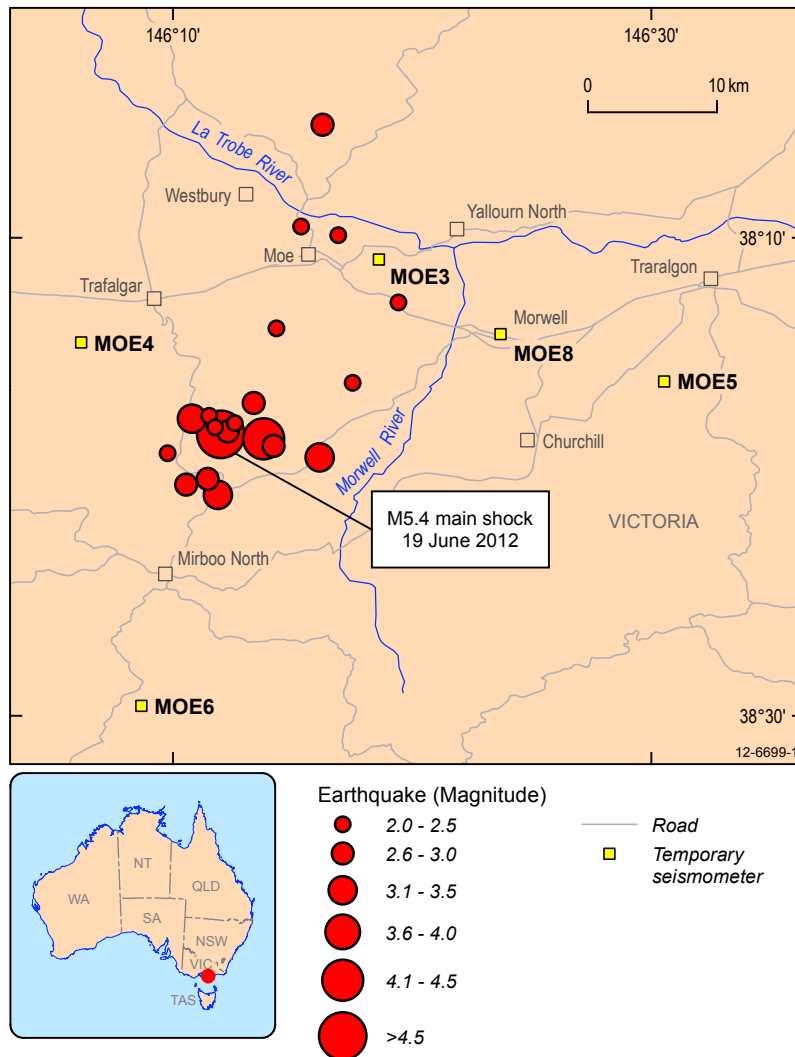 146°10'
146°30'
0
10 km
La Trobe River
Westbury
Yallourn North
38°10'
Moe
MOE3
Traralgon
Trafalgar
Morwell
MOE4
MOE8
MOE5
Morwell River
Churchill
M5.4 main shock
19 June 2012
VICTORIA
Mirboo North
MOE6
38°30'
12-6699-1
Earthquake (Magnitude)
2.0 - 2.5
2.6 - 3.0
3.1 - 3.5
3.6 - 4.0
4.1 - 4.5
>4.5
Road
Temporary
seismometer
NT
QLD
WA
SA
NSW
VIC
TAS